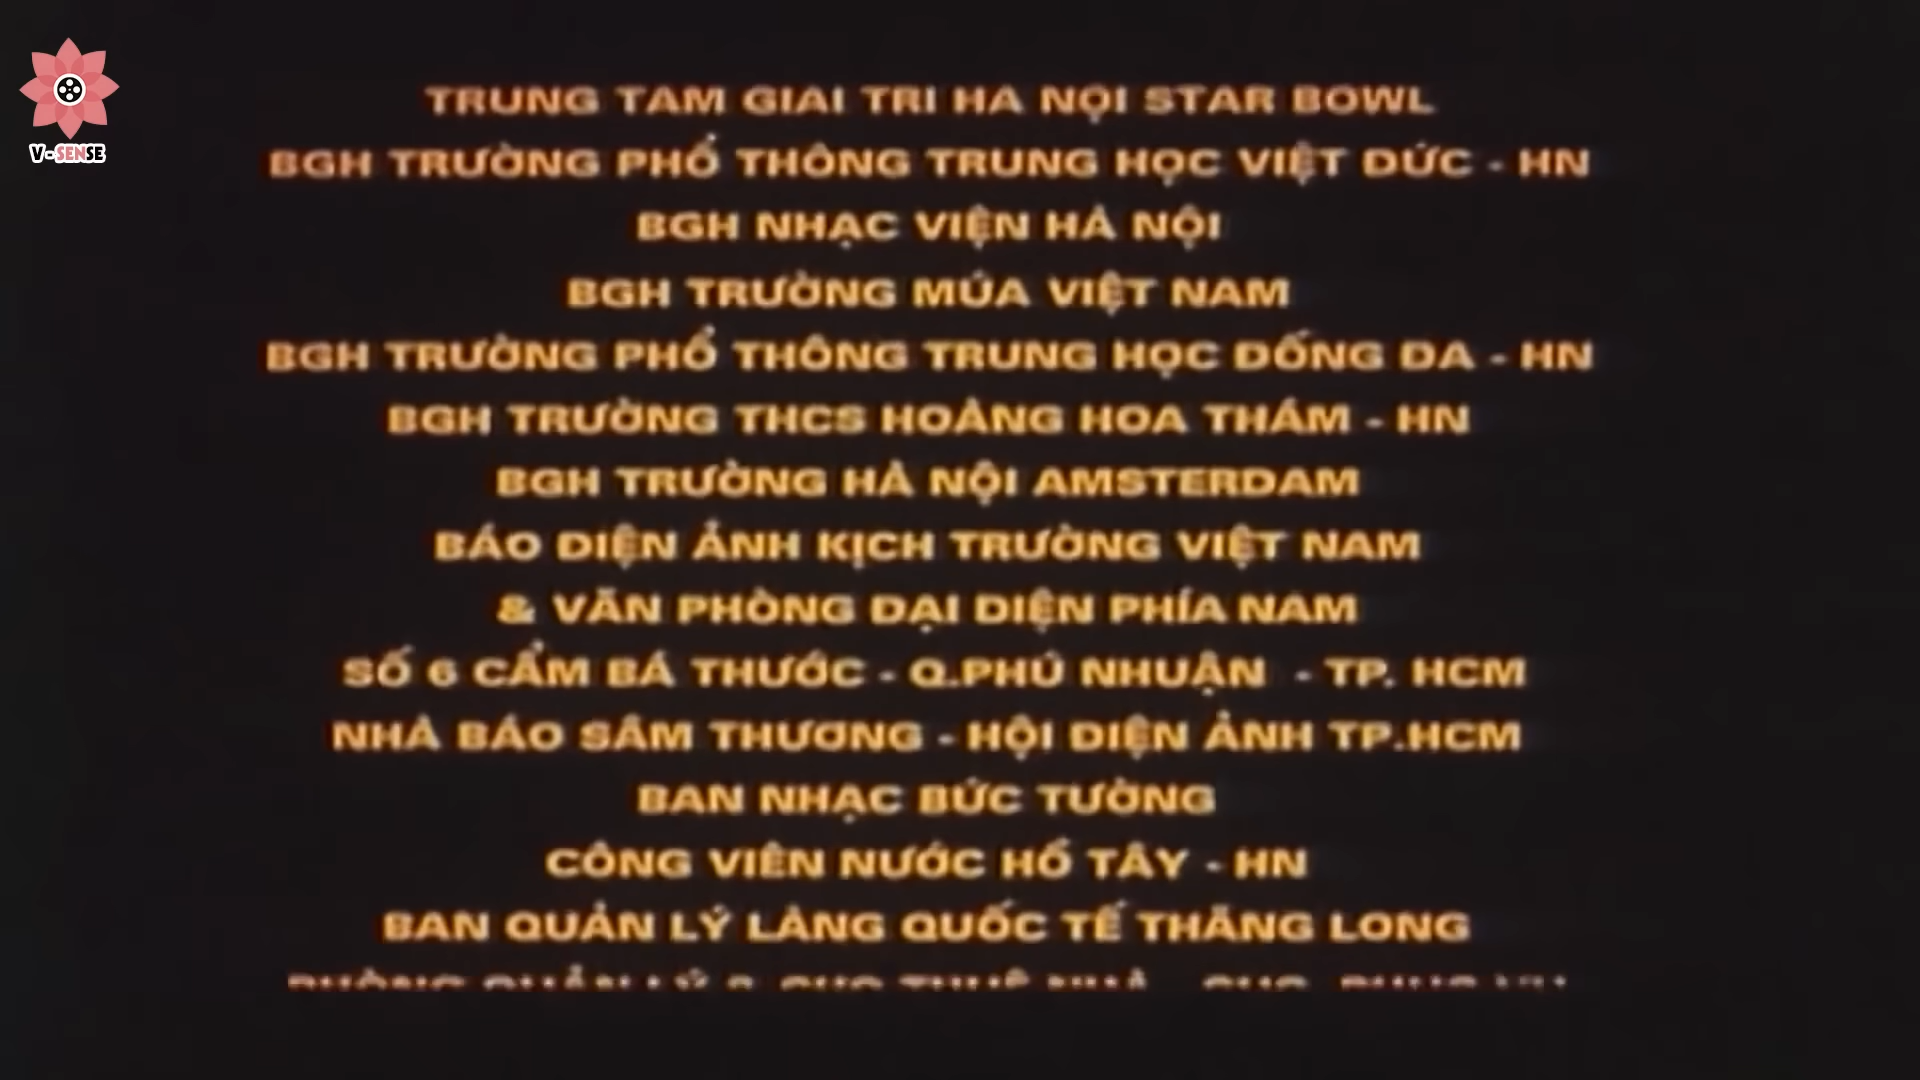 V-SENSE
TRUNG TAM GIAI TRI HA NỘI STAR BOWL
BGH TRƯỜNG PHỔ THÔNG TRUNG HỌC VIỆT ĐỨC - HN
BGH NHẠC VIỆN HÀ NỘI
BGH TRƯỜNG MÚA VIỆT NAM
BGH TRƯỜNG PHỔ THÔNG TRUNG HỌC ĐỐNG ĐA - HN
BGH TRƯỜNG THCS HOÀNG HOA THÁM - HN
BGH TRƯỜNG HÀ NỘI AMSTERDAM
BÁO ĐIỆN ẢNH KỊCH TRƯỜNG VIỆT NAM
& VĂN PHÒNG ĐẠI DIỆN PHÍA NAM
SỐ 6 CẦM BÁ THƯỚC - Q.PHÚ NHUẬN - TP. HCM
NHÀ BÁO SÂM THƯƠNG - HỘI ĐIỆN ẢNH TP.HCM
BAN NHẠC BỨC TƯỜNG
CÔNG VIÊN NƯỚC HỒ TÂY - HN
BAN QUẢN LÝ LÀNG QUỐC TẾ THĂNG LONG